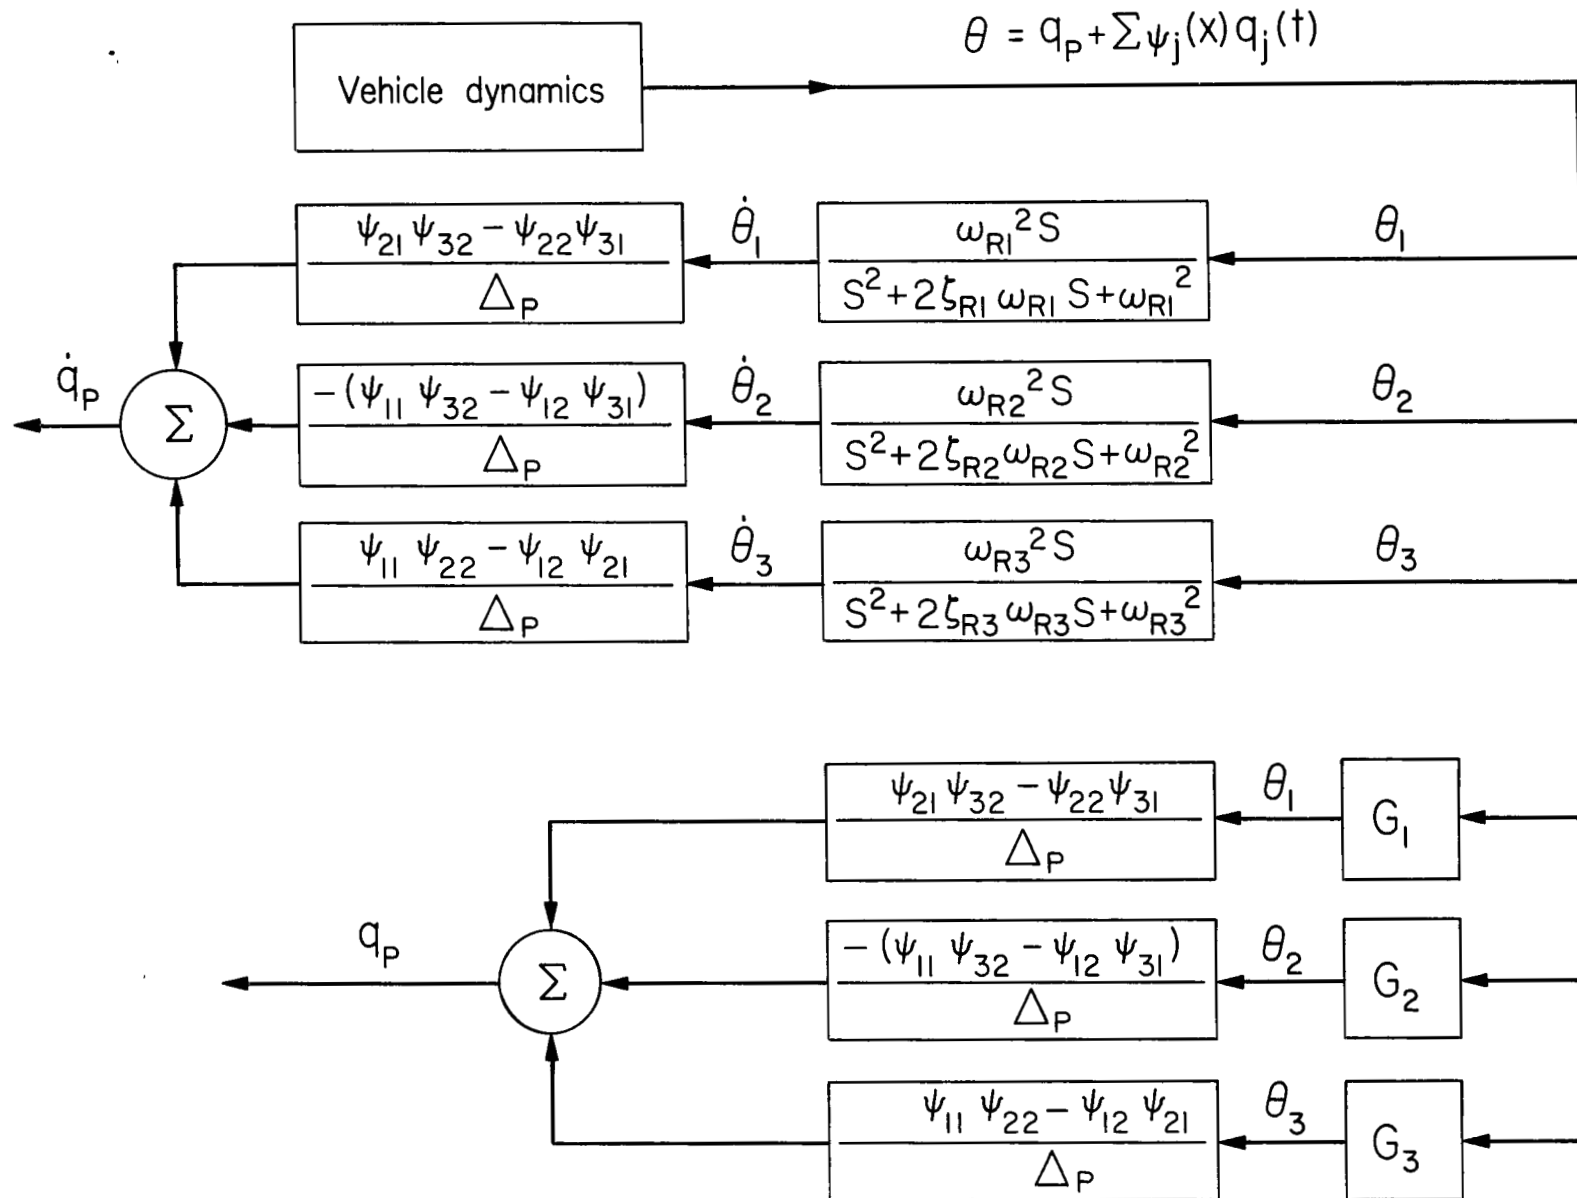 θ = q_P + Σ ψ_j(x) q_j(t)
Vehicle dynamics
ψ_21 ψ_32 − ψ_22 ψ_31
Δ_P
θ̇_1
ω_R1² S
S² + 2ζ_R1 ω_R1 S + ω_R1²
θ_1
q̇_P
Σ
−(ψ_11 ψ_32 − ψ_12 ψ_31)
Δ_P
θ̇_2
ω_R2² S
S² + 2ζ_R2 ω_R2 S + ω_R2²
θ_2
ψ_11 ψ_22 − ψ_12 ψ_21
Δ_P
θ̇_3
ω_R3² S
S² + 2ζ_R3 ω_R3 S + ω_R3²
θ_3
ψ_21 ψ_32 − ψ_22 ψ_31
Δ_P
θ_1
G_1
q_P
Σ
−(ψ_11 ψ_32 − ψ_12 ψ_31)
Δ_P
θ_2
G_2
ψ_11 ψ_22 − ψ_12 ψ_21
Δ_P
θ_3
G_3